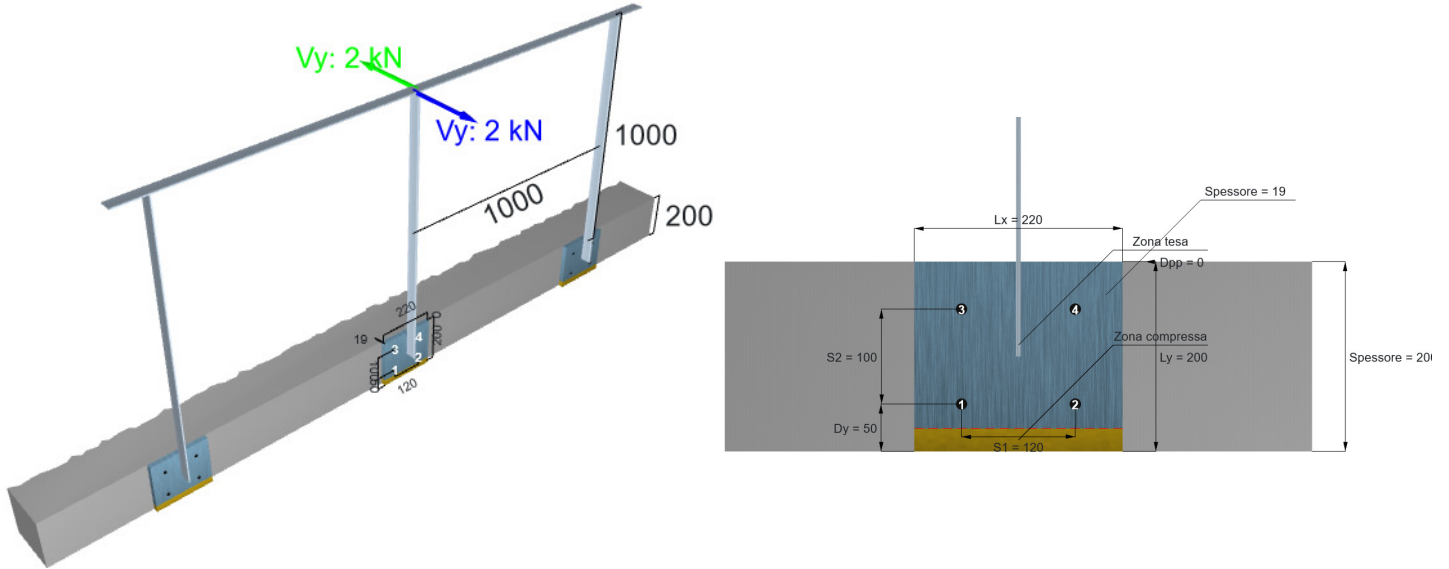 Vy: 2 kN
Vy: 2 kN
1000
1000
200
220
0
19
3
4
200
1
2
120
Spessore = 19
Lx = 220
Zona tesa
Dpp = 0
3
4
S2 = 100
Zona compressa
Ly = 200
Spessore = 200
1
2
Dy = 50
S1 = 120